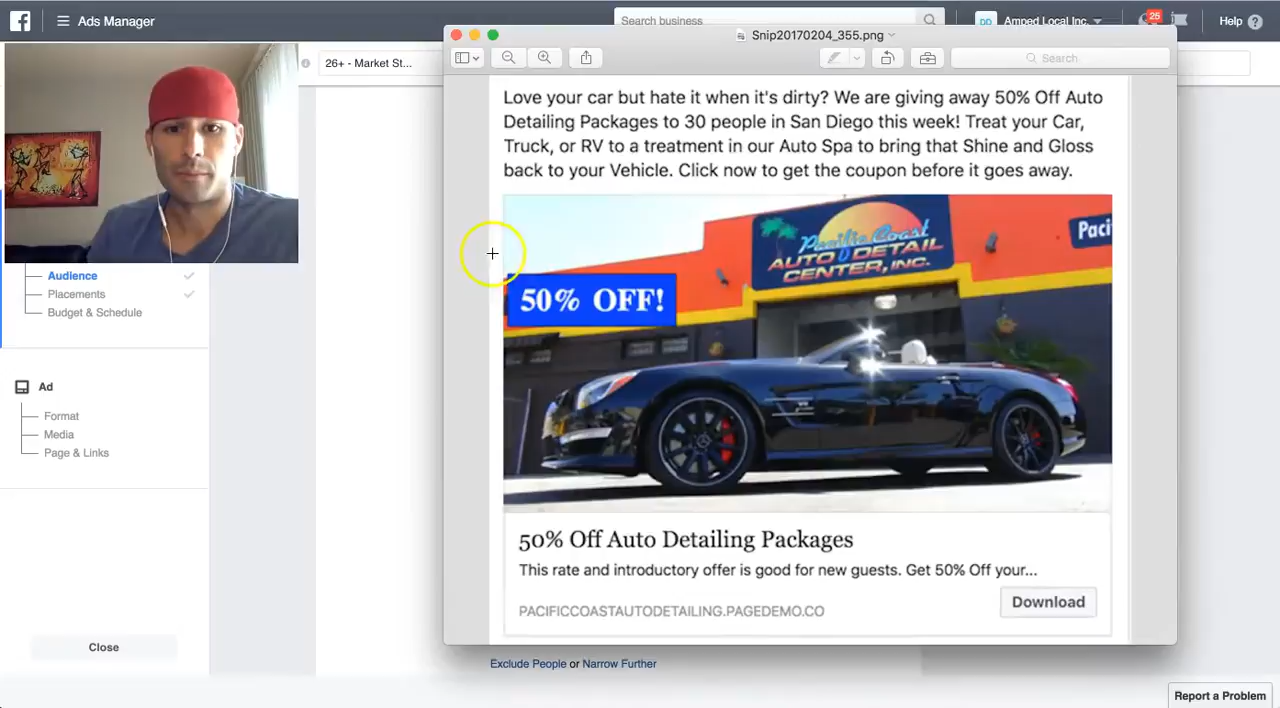 Ads Manager
Search business
Amped Local Inc.
25
Help
Snip20170204_355.png
Search
26+ - Market St...
Love your car but hate it when it's dirty? We are giving away 50% Off Auto
Detailing Packages to 30 people in San Diego this week! Treat your Car,
Truck, or RV to a treatment in our Auto Spa to bring that Shine and Gloss
back to your Vehicle. Click now to get the coupon before it goes away.
Pacific Coast
AUTO DETAIL
CENTER, INC.
Paci
50% OFF!
50% Off Auto Detailing Packages
This rate and introductory offer is good for new guests. Get 50% Off your...
PACIFICCOASTAUTODETAILING.PAGEDEMO.CO
Download
Audience
Placements
Budget & Schedule
Ad
Format
Media
Page & Links
Close
Exclude People or Narrow Further
Report a Problem